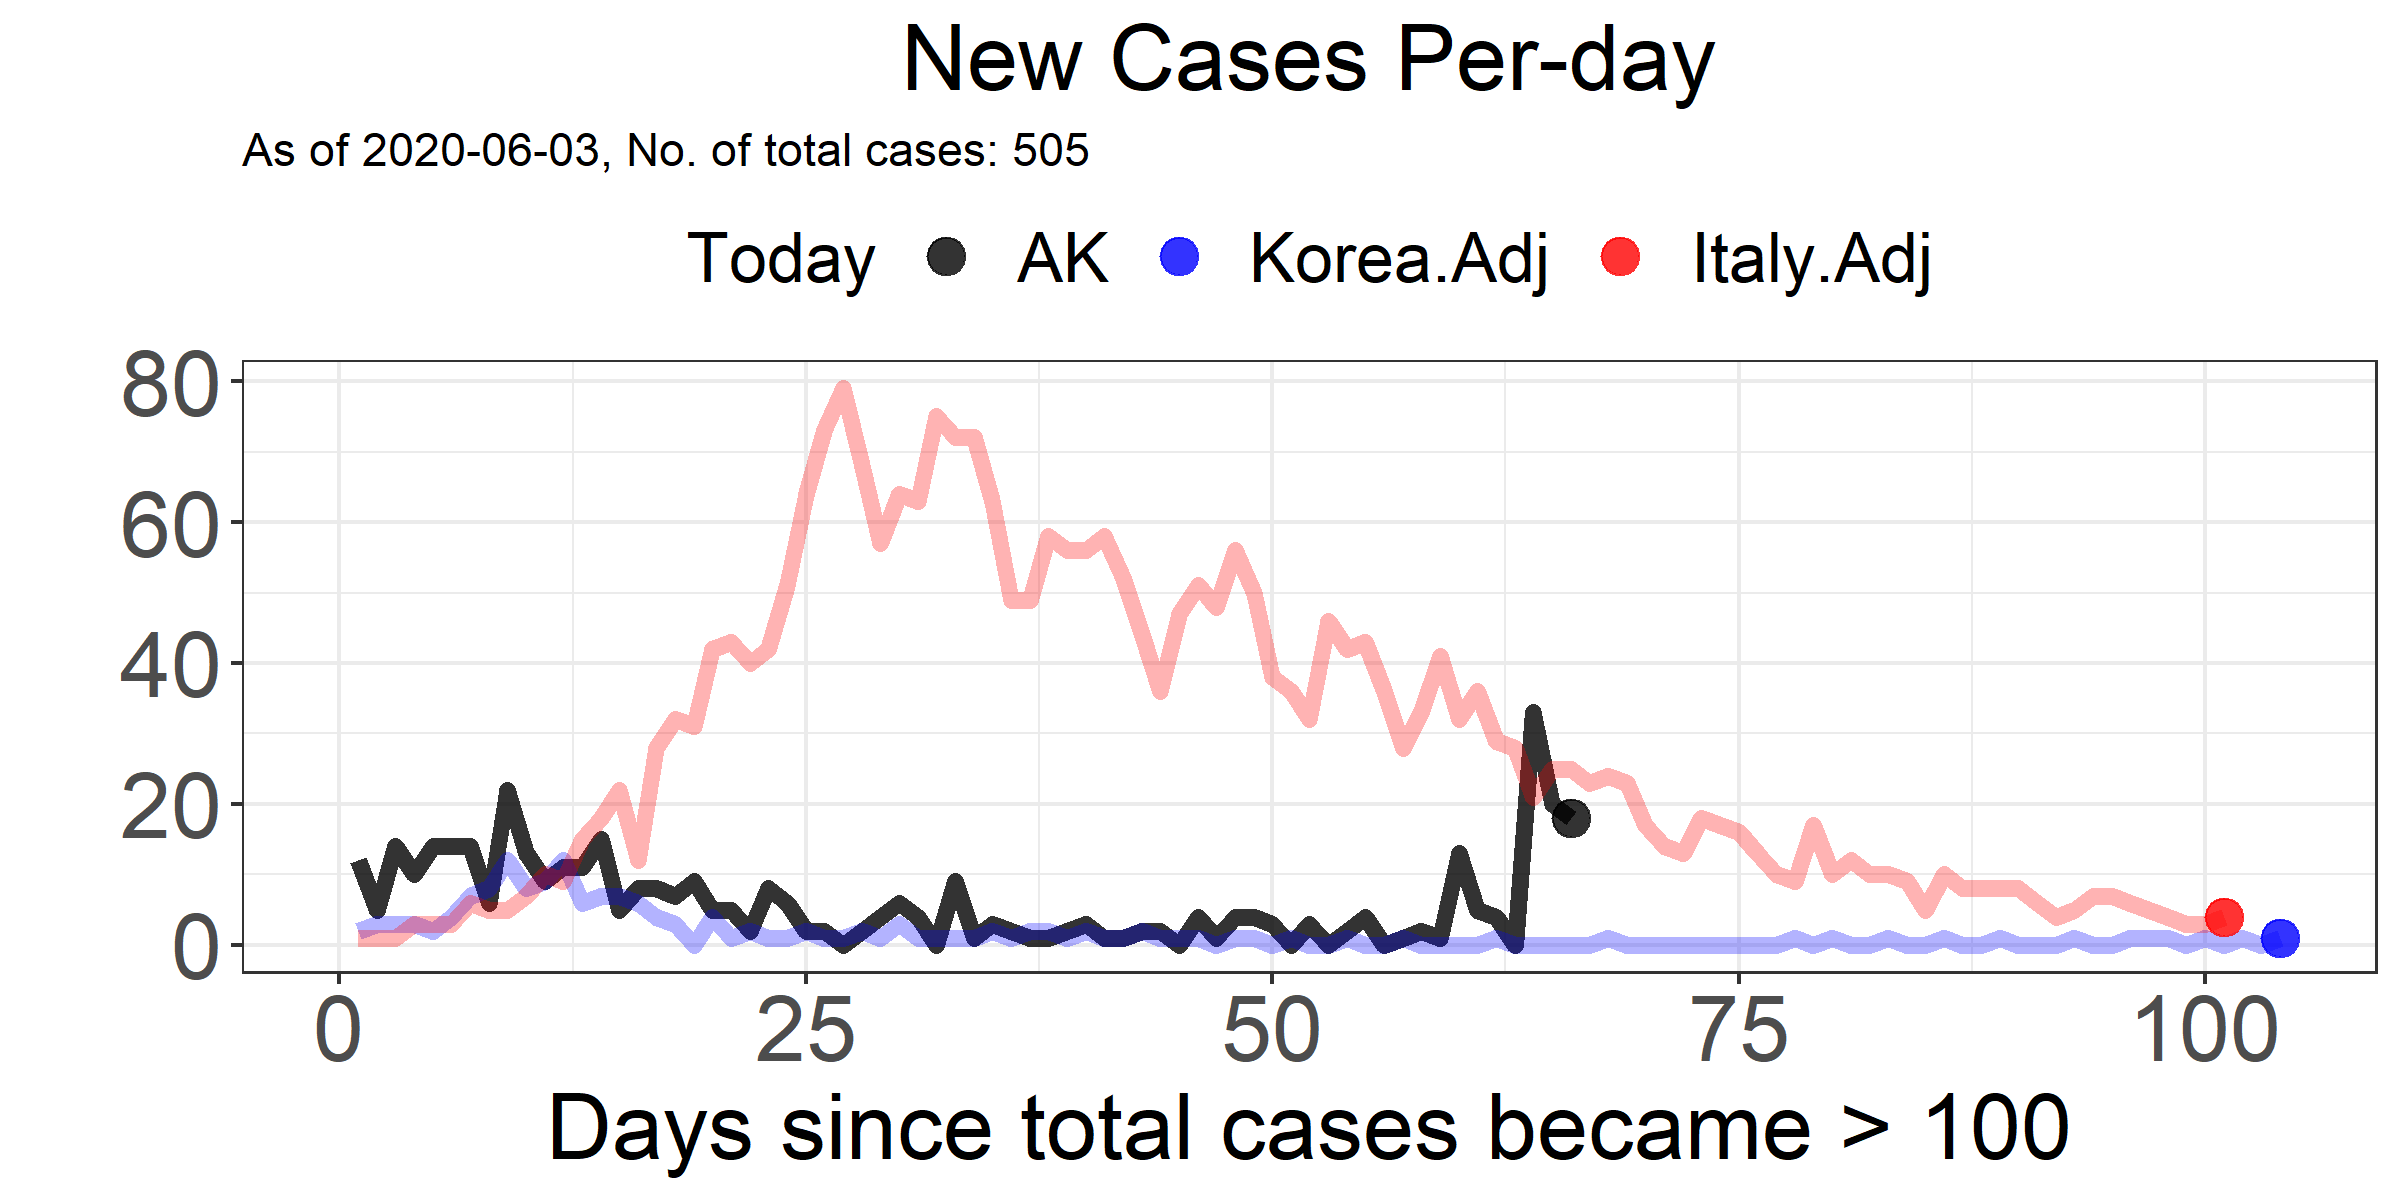 New Cases Per-day
As of 2020-06-03, No. of total cases: 505
Today AK Korea.Adj Italy.Adj
80
60
40
20
0
0 25 50 75 100
Days since total cases became > 100